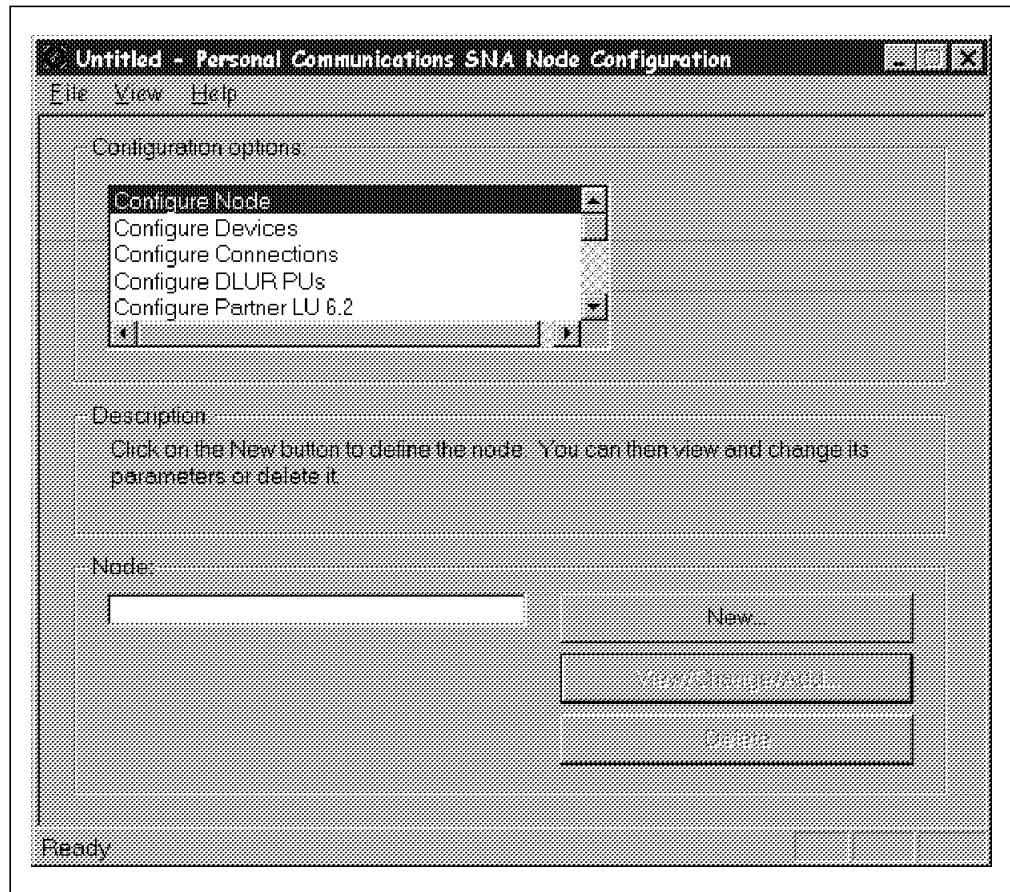 Untitled - Personal Communications SNA Node Configuration
File View Help
Configuration options:
Configure Node
Configure Devices
Configure Connections
Configure DLUR PUs
Configure Partner LU 6.2
Description:
Click on the New button to define the node. You can then view and change its
parameters or delete it.
Node:
New...
View/Change/Add...
Delete
Ready